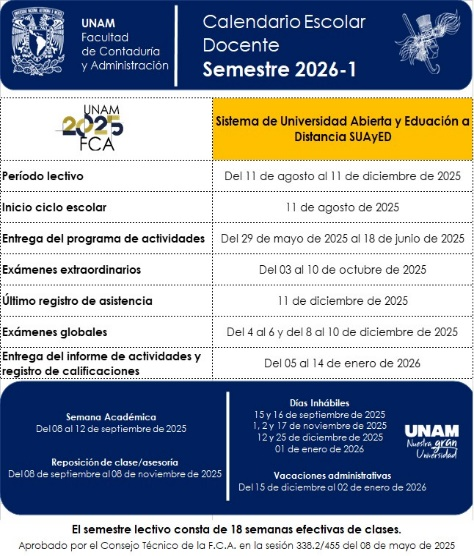 UNAM
Facultad
de Contaduría
y Administración
Calendario Escolar
Docente
Semestre 2026-1
UNAM
2025
FCA
Sistema de Universidad Abierta y Eduación a
Distancia SUAyED
Período lectivo
Del 11 de agosto al 11 de diciembre de 2025
Inicio ciclo escolar
11 de agosto de 2025
Entrega del programa de actividades
Del 29 de mayo de 2025 al 18 de junio de 2025
Exámenes extraordinarios
Del 03 al 10 de octubre de 2025
Último registro de asistencia
11 de diciembre de 2025
Exámenes globales
Del 4 al 6 y del 8 al 10 de diciembre de 2025
Entrega del informe de actividades y
registro de calificaciones
Del 05 al 14 de enero de 2026
Semana Académica
Del 08 al 12 de septiembre de 2025
Reposición de clase/asesoría
Del 08 de septiembre al 08 de noviembre de 2025
Días Inhábiles
15 y 16 de septiembre de 2025
1, 2 y 17 de noviembre de 2025
12 y 25 de diciembre de 2025
01 de enero de 2026
Vacaciones administrativas
Del 15 de diciembre al 02 de enero de 2026
UNAM
Nuestra gran
Universidad
El semestre lectivo consta de 18 semanas efectivas de clases.
Aprobado por el Consejo Técnico de la F.C.A. en la sesión 338.2/455 del 08 de mayo de 2025